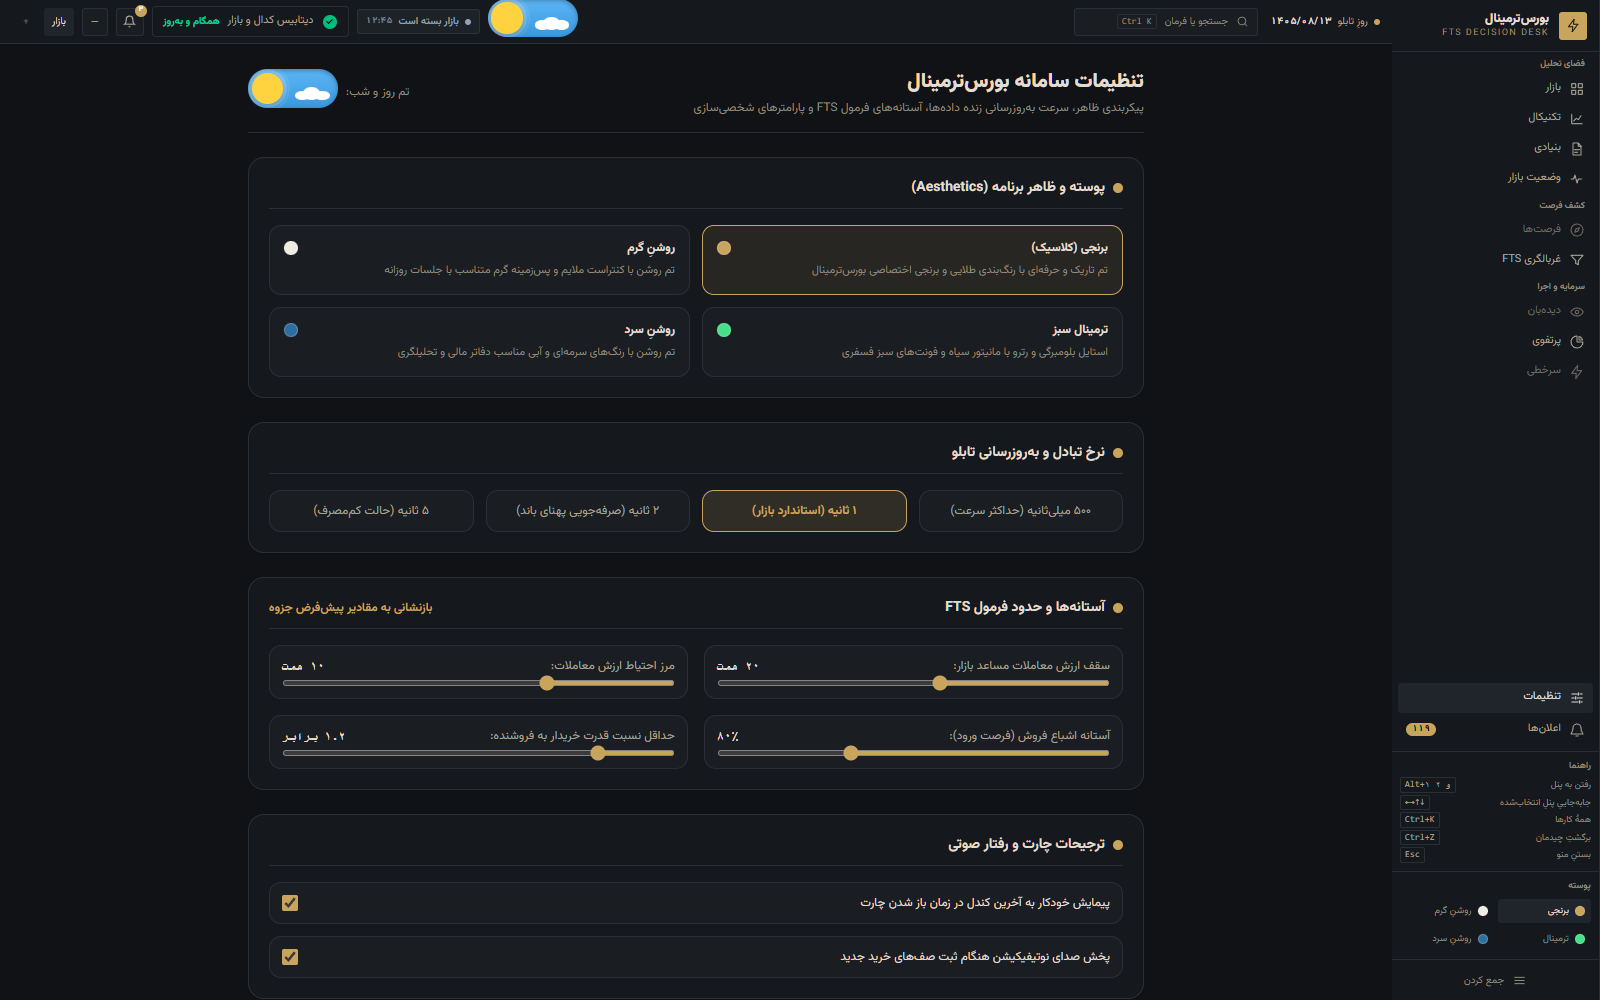 بورس‌ترمینال
FTS DECISION DESK
روز تابلو ۱۴۰۵/۰۸/۱۳
جستجو یا فرمان Ctrl K
بازار بسته است ۱۲:۴۵
دیتابیس کدال و بازار همگام و به‌روز
۳
بازار
فضای تحلیل
بازار
تکنیکال
بنیادی
وضعیت بازار
کشف فرصت
فرصت‌ها
غربالگری FTS
سرمایه و اجرا
دیده‌بان
پرتفوی
سرخطی
تنظیمات
اعلان‌ها ۱۱۹
راهنما
رفتن به پنل Alt+۱ و ۲
جابه‌جایی پنل انتخاب‌شده ←→↑↓
همهٔ کارها Ctrl+K
برگشت چیدمان Ctrl+Z
بستن منو Esc
پوسته
برنجی
روشن گرم
ترمینال
روشن سرد
جمع کردن
تنظیمات سامانه بورس‌ترمینال
پیکربندی ظاهر، سرعت به‌روزرسانی زنده داده‌ها، آستانه‌های فرمول FTS و پارامترهای شخصی‌سازی
تم روز و شب:
پوسته و ظاهر برنامه (Aesthetics)
برنجی (کلاسیک)
تم تاریک و حرفه‌ای با رنگ‌بندی طلایی و برنجی اختصاصی بورس‌ترمینال
روشنِ گرم
تم روشن با کنتراست ملایم و پس‌زمینه گرم متناسب با جلسات روزانه
ترمینال سبز
استایل بلومبرگی و رترو با مانیتور سیاه و فونت‌های سبز فسفری
روشنِ سرد
تم روشن با رنگ‌های سرمه‌ای و آبی مناسب دفاتر مالی و تحلیلگری
نرخ تبادل و به‌روزرسانی تابلو
۵۰۰ میلی‌ثانیه (حداکثر سرعت)
۱ ثانیه (استاندارد بازار)
۲ ثانیه (صرفه‌جویی پهنای باند)
۵ ثانیه (حالت کم‌مصرف)
آستانه‌ها و حدود فرمول FTS
بازنشانی به مقادیر پیش‌فرض جزوه
سقف ارزش معاملات مساعد بازار: ۲۰ همت
مرز احتیاط ارزش معاملات: ۱۰ همت
آستانه اشباع فروش (فرصت ورود): ۸۰٪
حداقل نسبت قدرت خریدار به فروشنده: ۱.۲ برابر
ترجیحات چارت و رفتار صوتی
پیمایش خودکار به آخرین کندل در زمان باز شدن چارت
پخش صدای نوتیفیکیشن هنگام ثبت صف‌های خرید جدید